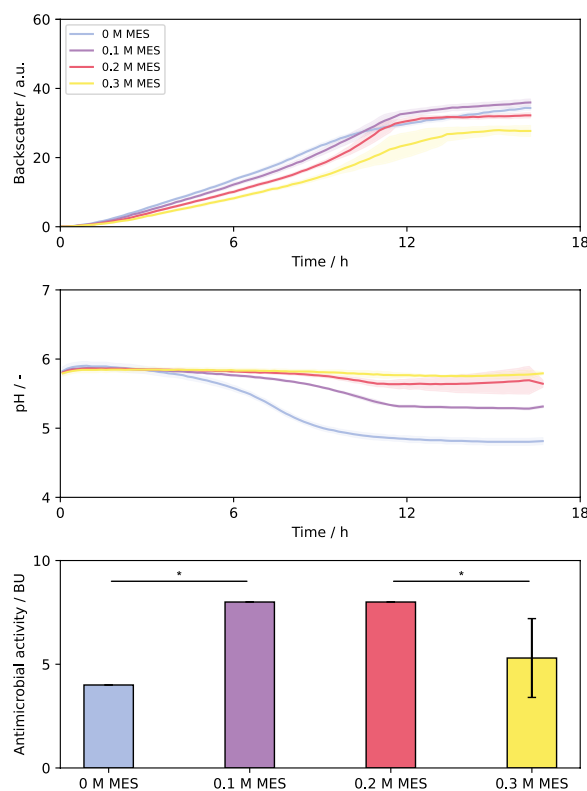 60
40
20
0
Backscatter / a.u.
0 M MES
0.1 M MES
0.2 M MES
0.3 M MES
0 6 12 18
Time / h
7
6
5
4
pH / -
0 6 12 18
Time / h
10
5
0
Antimicrobial activity / BU
* *
0 M MES 0.1 M MES 0.2 M MES 0.3 M MES